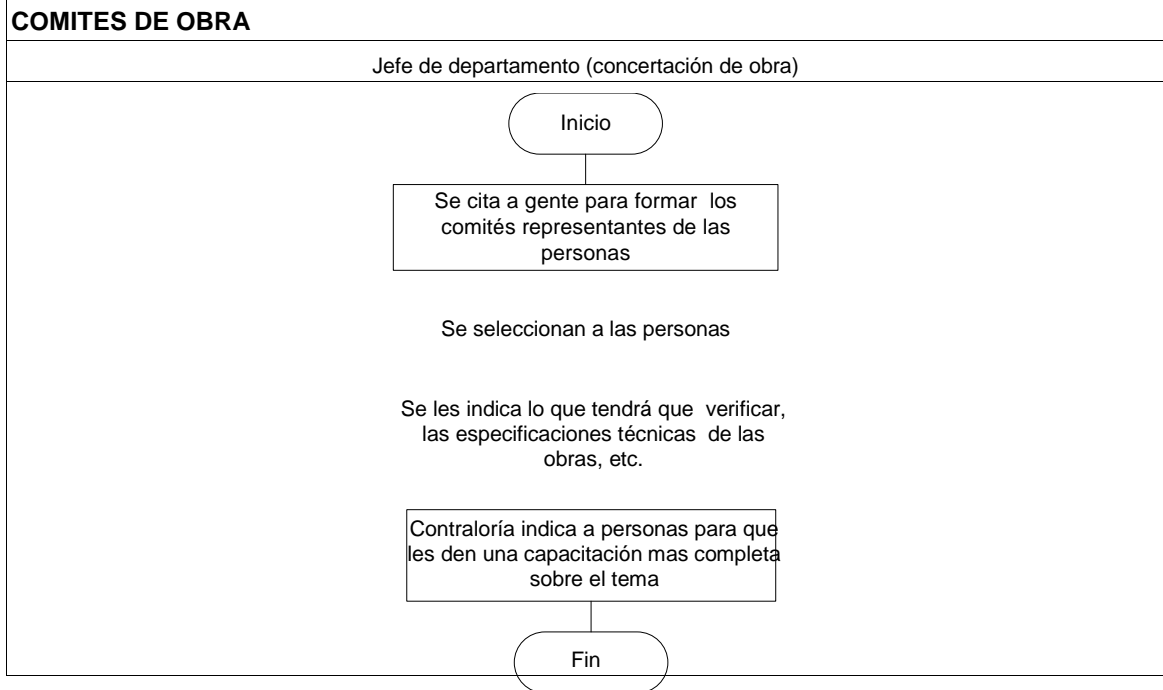 COMITES DE OBRA
Jefe de departamento (concertación de obra)
Inicio
Se cita a gente para formar los
comités representantes de las
personas
Se seleccionan a las personas
Se les indica lo que tendrá que verificar,
las especificaciones técnicas de las
obras, etc.
Contraloría indica a personas para que
les den una capacitación mas completa
sobre el tema
Fin